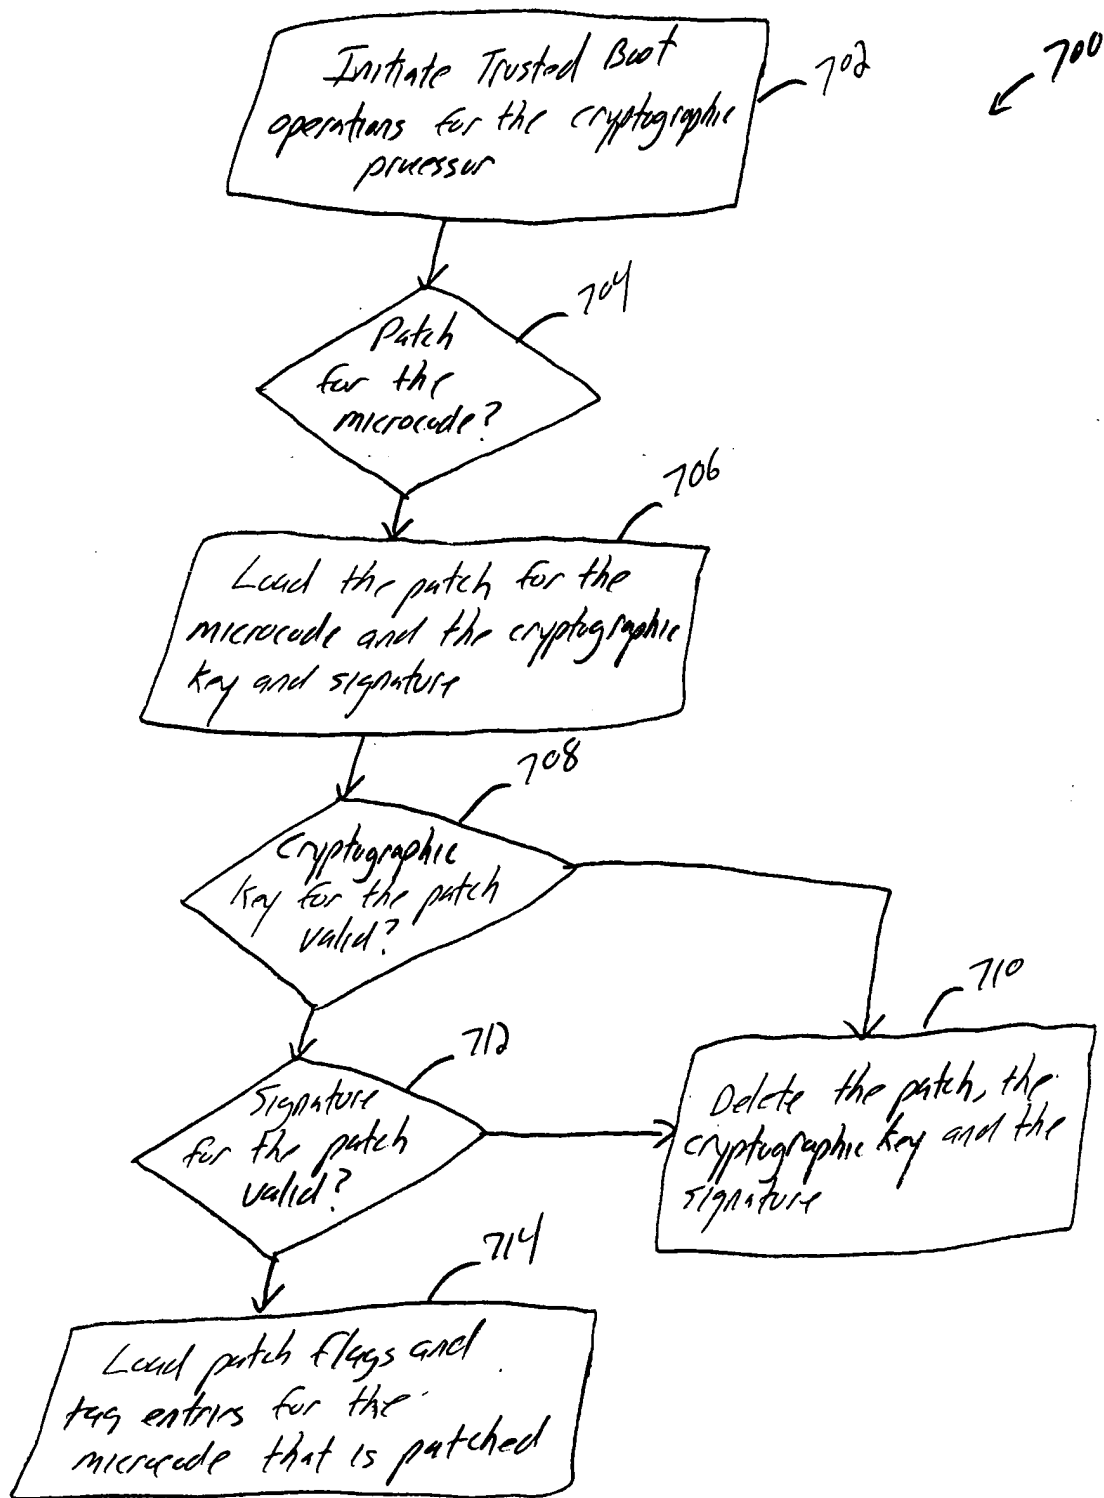 700
Initiate Trusted Boot
702
operations for the cryptographic
processor
704
Patch
for the
microcode?
706
Load the patch for the
microcode and the cryptographic
key and signature
708
Cryptographic
key for the patch
valid?
710
712
Signature
for the patch
valid?
Delete the patch, the
cryptographic key and the
signature
714
Load patch flags and
tag entries for the
microcode that is patched